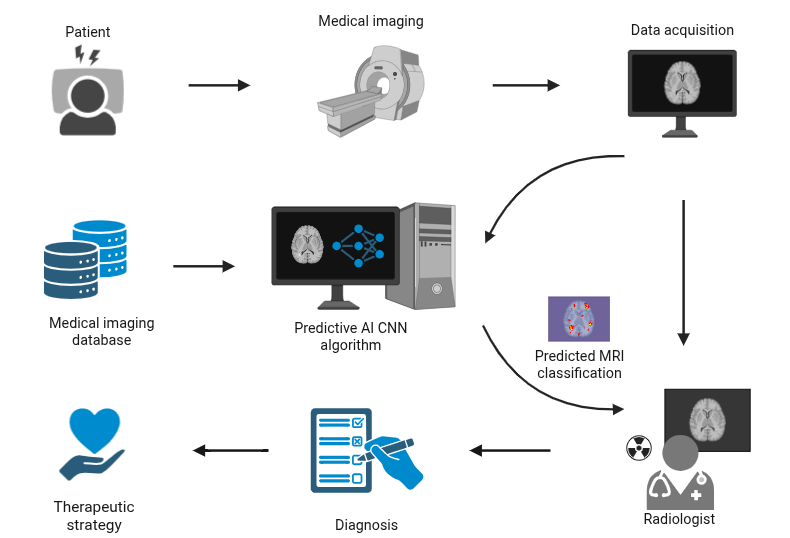 Patient
Medical imaging
Data acquisition
Medical imaging
database
Predictive AI CNN
algorithm
Predicted MRI
classification
Therapeutic
strategy
Diagnosis
Radiologist